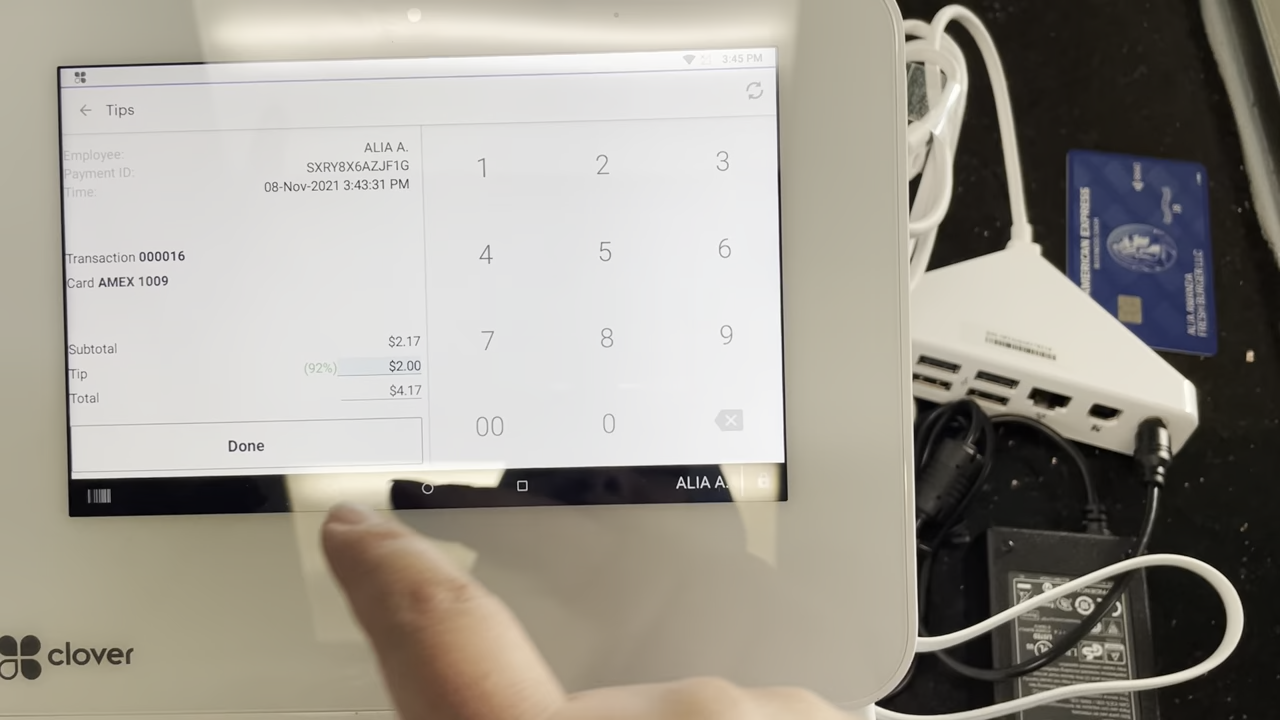 3:45 PM
Tips
Employee: ALIA A.
Payment ID: SXRY8X6AZJF1G
Time: 08-Nov-2021 3:43:31 PM
Transaction 000016
Card AMEX 1009
Subtotal $2.17
Tip (92%) $2.00
Total $4.17
Done
1 2 3
4 5 6
7 8 9
00 0
ALIA A.
clover
AMERICAN EXPRESS